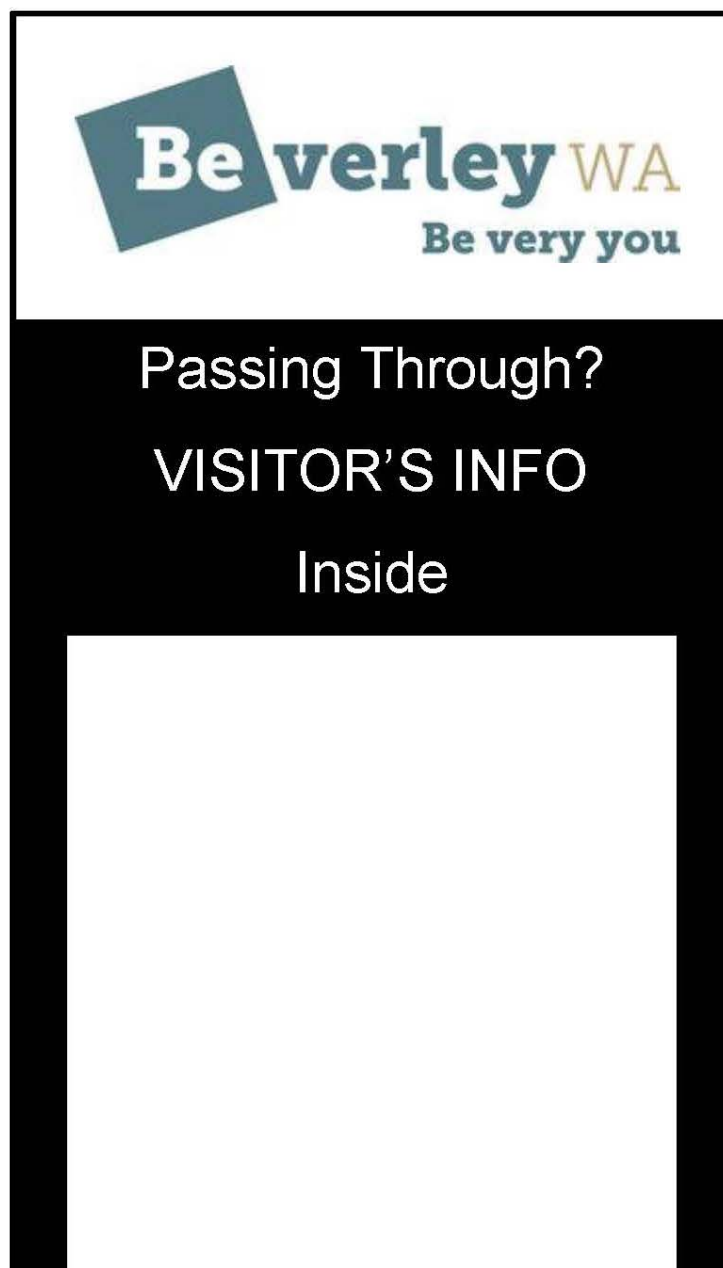 Beverley WA
Be very you
Passing Through?
VISITOR’S INFO
Inside